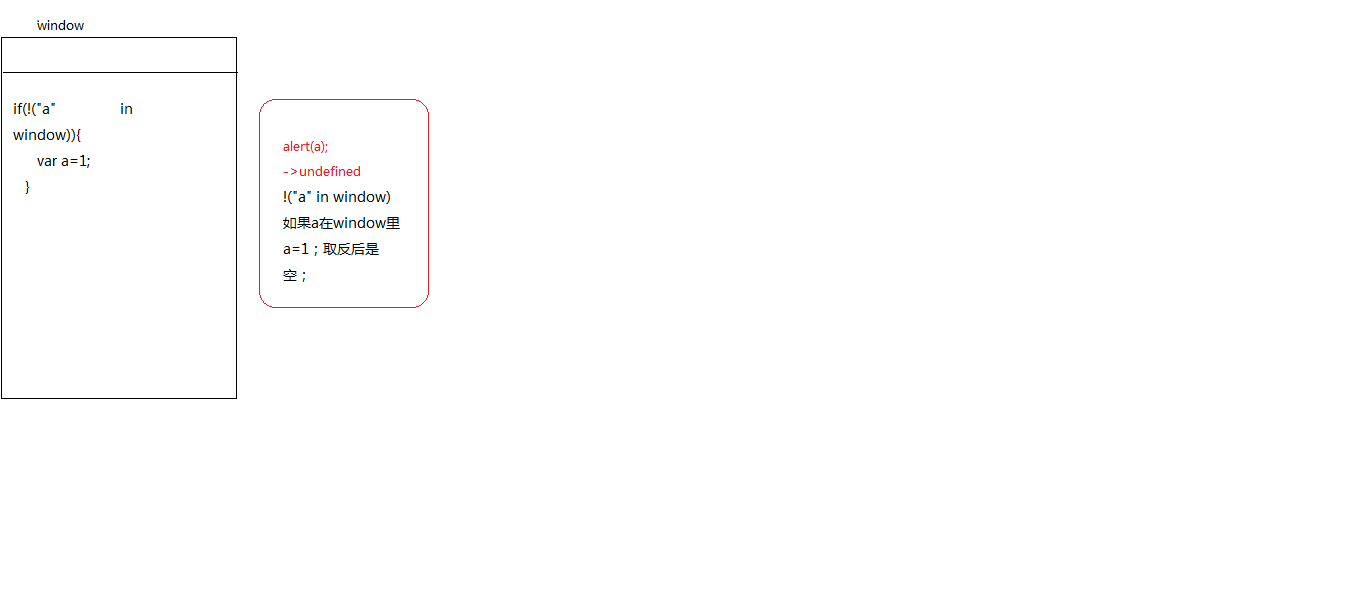 window
if(!("a" in
window)){
var a=1;
}
alert(a);
->undefined
!("a" in window)
如果a在window里
a=1；取反后是
空；